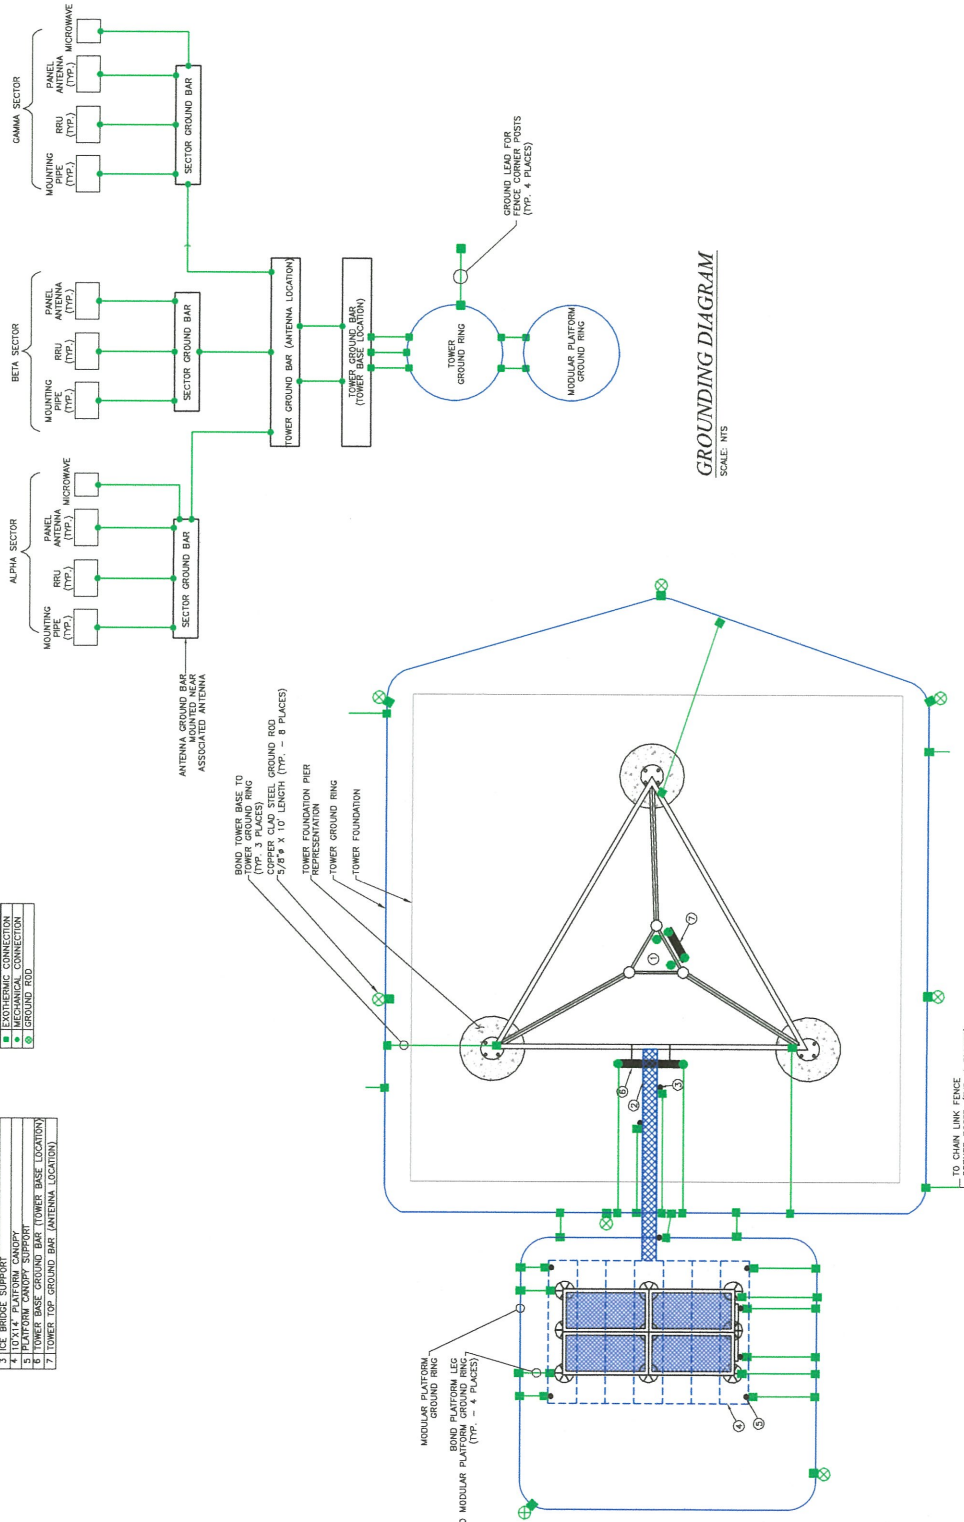 GAMMA SECTOR
MOUNTING
PIPE
(TYP.)
RRU
(TYP.)
PANEL
ANTENNA
(TYP.)
MICROWAVE
SECTOR GROUND BAR
BETA SECTOR
MOUNTING
PIPE
(TYP.)
RRU
(TYP.)
PANEL
ANTENNA
(TYP.)
SECTOR GROUND BAR
ALPHA SECTOR
MOUNTING
PIPE
(TYP.)
RRU
(TYP.)
PANEL
ANTENNA
(TYP.)
MICROWAVE
SECTOR GROUND BAR
ANTENNA GROUND BAR
MOUNTED NEAR
ASSOCIATED ANTENNA
TOWER GROUND BAR (ANTENNA LOCATION)
TOWER GROUND BAR
(TOWER BASE LOCATION)
TOWER
GROUND RING
MODULAR PLATFORM
GROUND RING
GROUND LEAD FOR
FENCE CORNER POSTS
(TYP. 4 PLACES)
GROUNDING DIAGRAM
SCALE: NTS
EXOTHERMIC CONNECTION
MECHANICAL CONNECTION
GROUND ROD
3 ICE BRIDGE SUPPORT
4 10'X14' PLATFORM CANOPY
5 PLATFORM CANOPY SUPPORT
6 TOWER BASE GROUND BAR (TOWER BASE LOCATION)
7 TOWER TOP GROUND BAR (ANTENNA LOCATION)
BOND TOWER BASE TO
TOWER GROUND RING
(TYP. 3 PLACES)
COPPER CLAD STEEL GROUND ROD
5/8"ø X 10' LENGTH (TYP. - 8 PLACES)
TOWER FOUNDATION PIER
REPRESENTATION
TOWER GROUND RING
TOWER FOUNDATION
1
7
6
2
3
MODULAR PLATFORM
GROUND RING
BOND PLATFORM LEG
O MODULAR PLATFORM GROUND RING
(TYP. - 4 PLACES)
4
5
TO CHAIN LINK FENCE